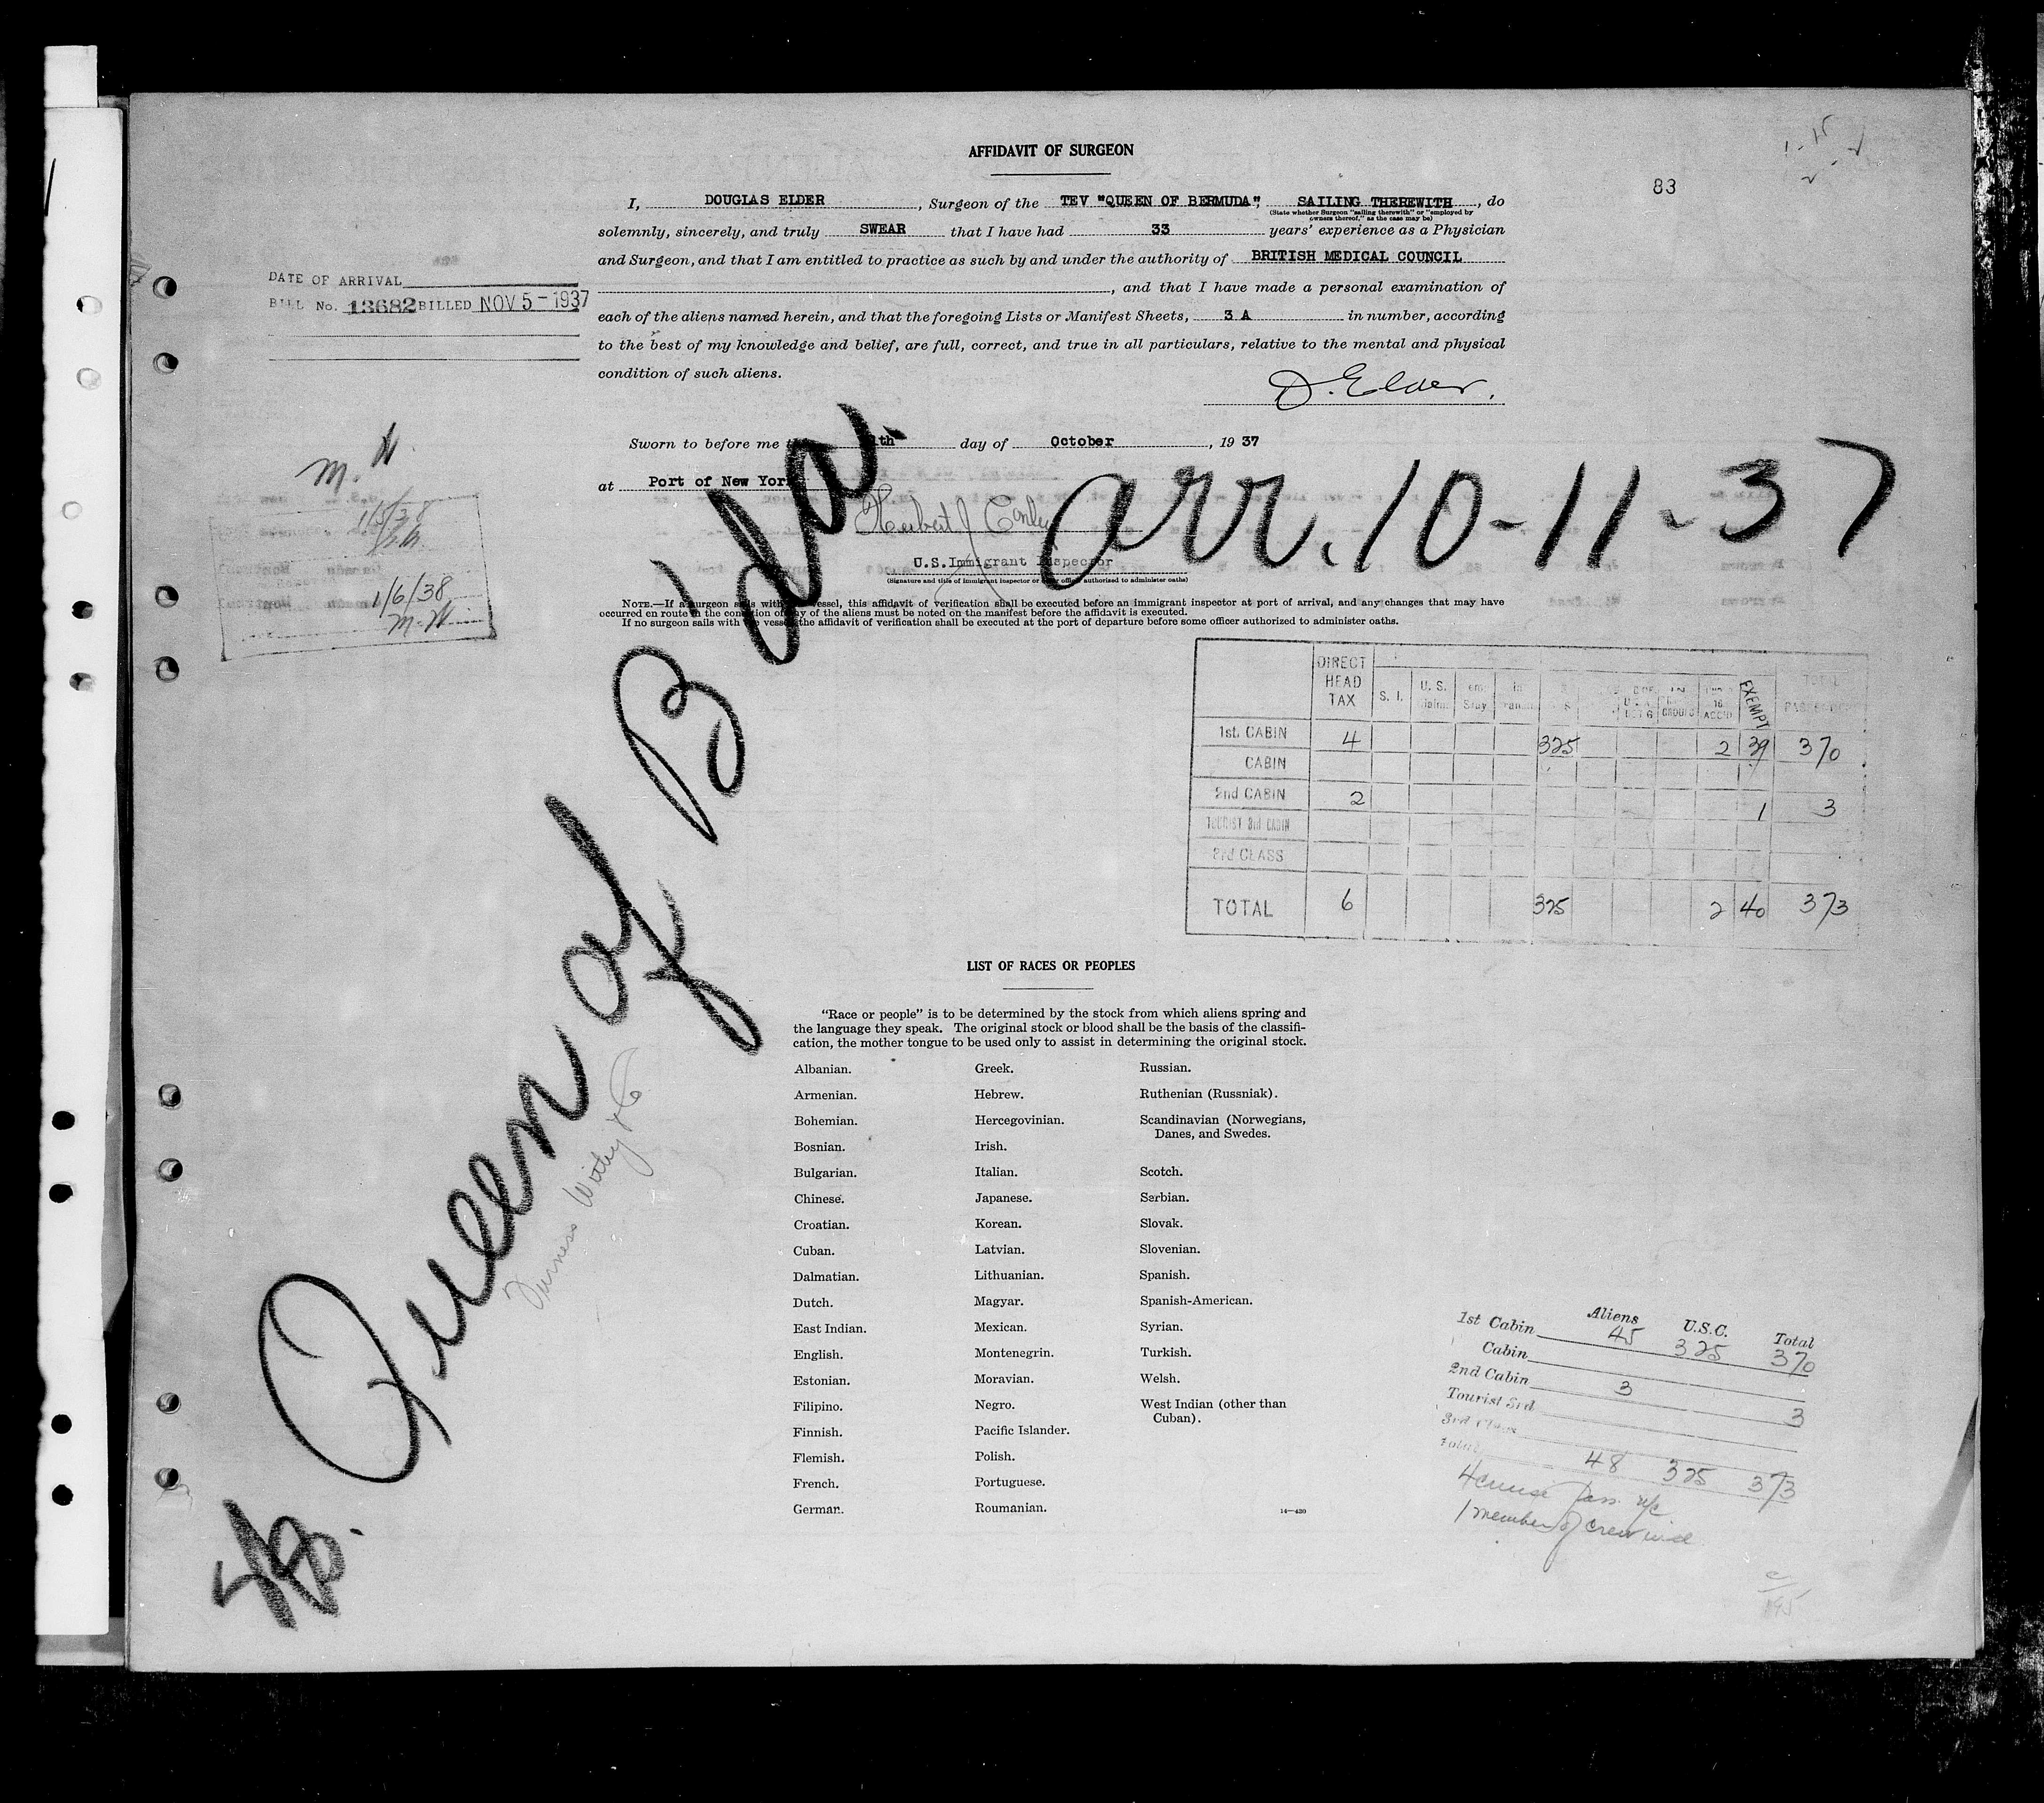 AFFIDAVIT OF SURGEON
83
I, DOUGLAS ELDER, Surgeon of the TEV "QUEEN OF BERMUDA", SAILING THEREWITH, do
(State whether Surgeon "sailing therewith" or "employed by
owners thereof," as the case may be)
solemnly, sincerely, and truly SWEAR that I have had 33 years' experience as a Physician
and Surgeon, and that I am entitled to practice as such by and under the authority of BRITISH MEDICAL COUNCIL
, and that I have made a personal examination of
each of the aliens named herein, and that the foregoing Lists or Manifest Sheets, 3 A in number, according
to the best of my knowledge and belief, are full, correct, and true in all particulars, relative to the mental and physical
condition of such aliens.
DATE OF ARRIVAL
BILL No. 13682 BILLED NOV 5 - 1937
D. Elder.
Sworn to before me th day of October, 19 37
at Port of New York
Herbert J Conley
U.S. Immigrant Inspector
(Signature and title of immigrant inspector or other officer authorized to administer oaths)
arr. 10-11-37
M. H.
1/5/38
1/6/38
M. H
NOTE.—If a surgeon sails with the vessel, this affidavit of verification shall be executed before an immigrant inspector at port of arrival, and any changes that may have
occurred en route in the condition of any of the aliens must be noted on the manifest before the affidavit is executed.
If no surgeon sails with the vessel the affidavit of verification shall be executed at the port of departure before some officer authorized to administer oaths.
Queen of B'da.
Furness Withy & Co
DIRECT HEAD TAX S. I. U. S. EXEMPT TOTAL PASSENGERS
1st. CABIN 4 325 2 39 370
CABIN
2nd CABIN 2 1 3
TOURIST 3rd CABIN
3rd CLASS
TOTAL 6 325 2 40 373
LIST OF RACES OR PEOPLES
"Race or people" is to be determined by the stock from which aliens spring and
the language they speak. The original stock or blood shall be the basis of the classifi-
cation, the mother tongue to be used only to assist in determining the original stock.
Albanian.
Armenian.
Bohemian.
Bosnian.
Bulgarian.
Chinese.
Croatian.
Cuban.
Dalmatian.
Dutch.
East Indian.
English.
Estonian.
Filipino.
Finnish.
Flemish.
French.
German.
Greek.
Hebrew.
Hercegovinian.
Irish.
Italian.
Japanese.
Korean.
Latvian.
Lithuanian.
Magyar.
Mexican.
Montenegrin.
Moravian.
Negro.
Pacific Islander.
Polish.
Portuguese.
Roumanian.
Russian.
Ruthenian (Russniak).
Scandinavian (Norwegians,
Danes, and Swedes.
Scotch.
Serbian.
Slovak.
Slovenian.
Spanish.
Spanish-American.
Syrian.
Turkish.
Welsh.
West Indian (other than
Cuban).
14—430
Aliens U.S.C. Total
1st Cabin 45 325 370
Cabin
2nd Cabin 3 3
Tourist 3rd
3rd Class
Total 48 325 373
4 cruise pass.
1 member of crew incl